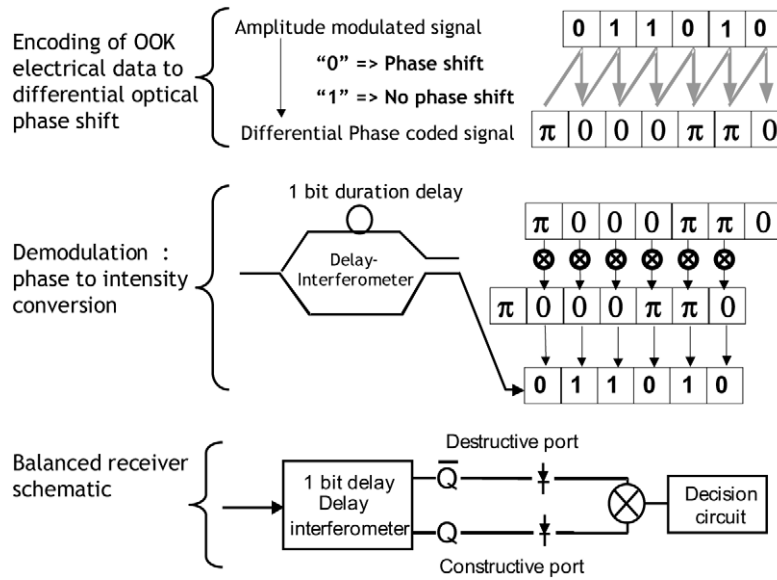 Encoding of OOK
electrical data to
differential optical
phase shift
Amplitude modulated signal
“0” => Phase shift
“1” => No phase shift
Differential Phase coded signal
0 1 1 0 1 0
π 0 0 0 π π 0
Demodulation :
phase to intensity
conversion
1 bit duration delay
Delay-
Interferometer
π 0 0 0 π π 0
π 0 0 0 π π 0
0 1 1 0 1 0
Balanced receiver
schematic
1 bit delay
Delay
interferometer
Destructive port
Q̅
Q
Constructive port
Decision
circuit